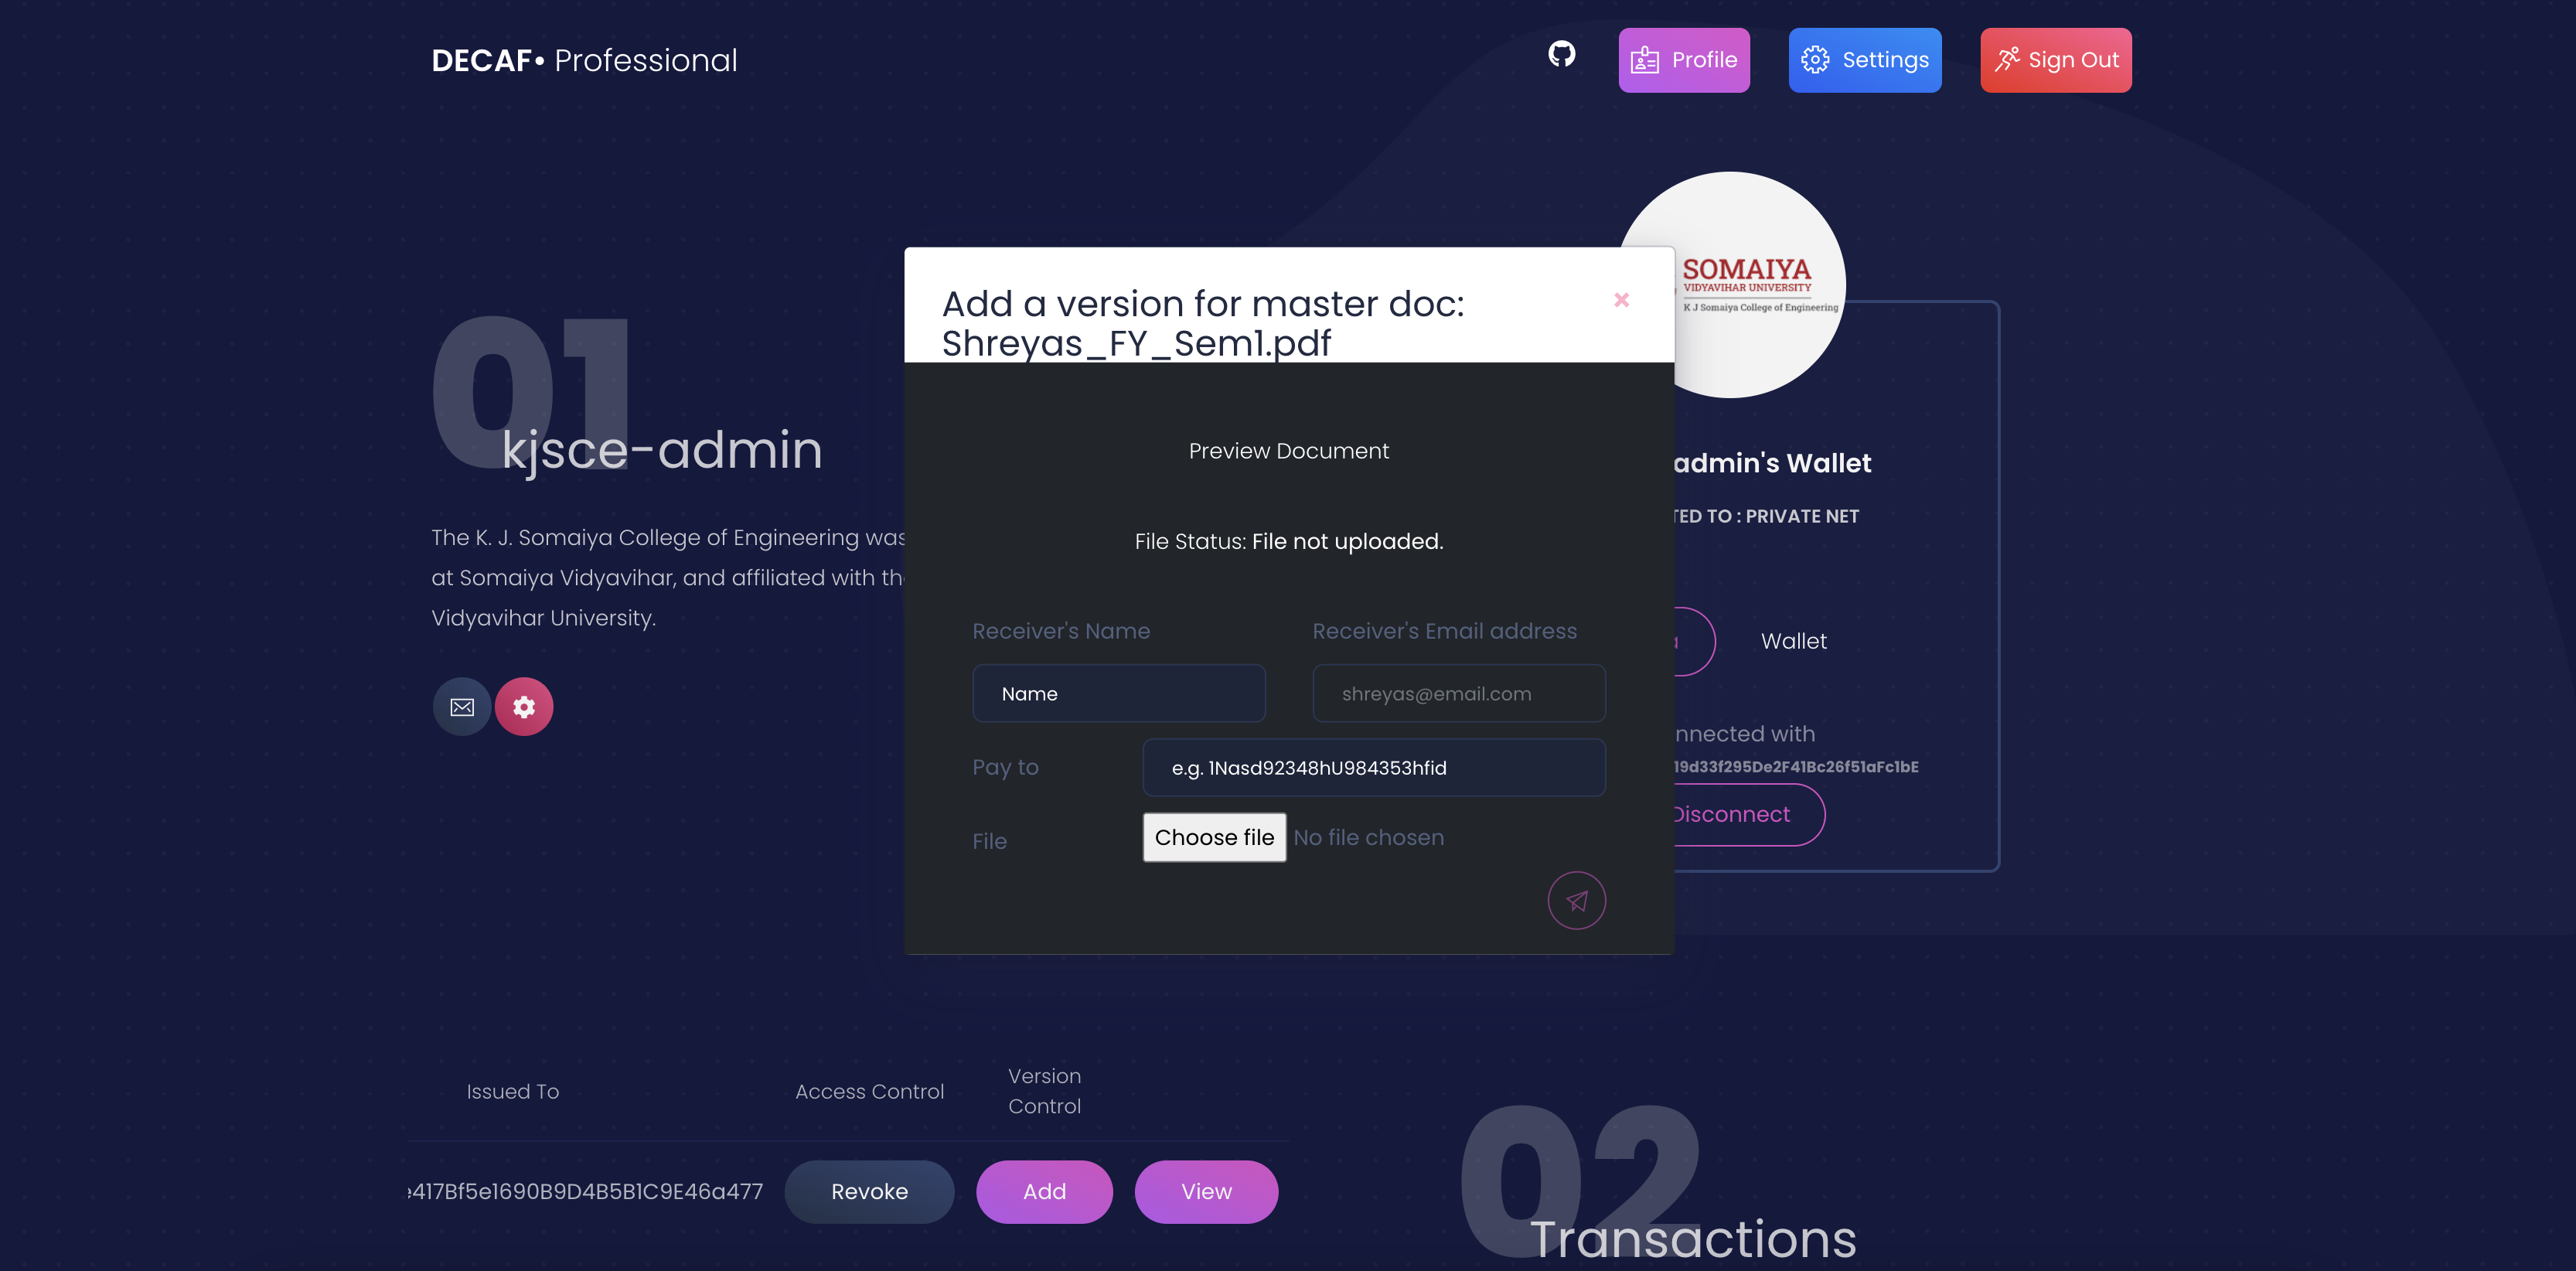 DECAF• Professional
Profile
Settings
Sign Out
SOMAIYA
VIDYAVIHAR UNIVERSITY
K J Somaiya College of Engineering
01
kjsce-admin
The K. J. Somaiya College of Engineering was
at Somaiya Vidyavihar, and affiliated with the
Vidyavihar University.
Add a version for master doc:
Shreyas_FY_Sem1.pdf
Preview Document
File Status: File not uploaded.
Receiver's Name
Receiver's Email address
Name
shreyas@email.com
Pay to
e.g. 1Nasd92348hU984353hfid
File
Choose file No file chosen
admin's Wallet
TED TO : PRIVATE NET
Wallet
nnected with
19d33f295De2F41Bc26f51aFc1bE
Disconnect
Issued To
Access Control
Version
Control
e417Bf5e1690B9D4B5B1C9E46a477
Revoke
Add
View
02
Transactions